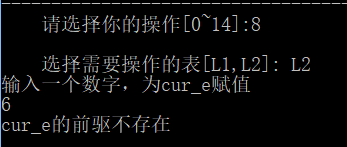 请选择你的操作[0~14]:8
选择需要操作的表[L1,L2]: L2
输入一个数字，为cur_e赋值
6
cur_e的前驱不存在